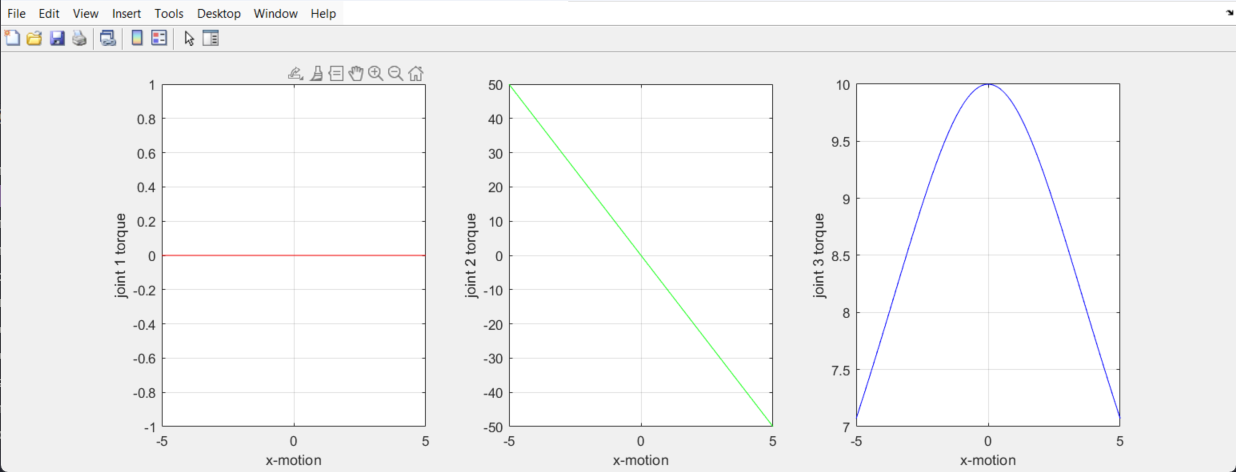 File Edit View Insert Tools Desktop Window Help
1
0.8
0.6
0.4
0.2
0
-0.2
-0.4
-0.6
-0.8
-1
joint 1 torque
-5 0 5
x-motion
50
40
30
20
10
0
-10
-20
-30
-40
-50
joint 2 torque
-5 0 5
x-motion
10
9.5
9
8.5
8
7.5
7
joint 3 torque
-5 0 5
x-motion